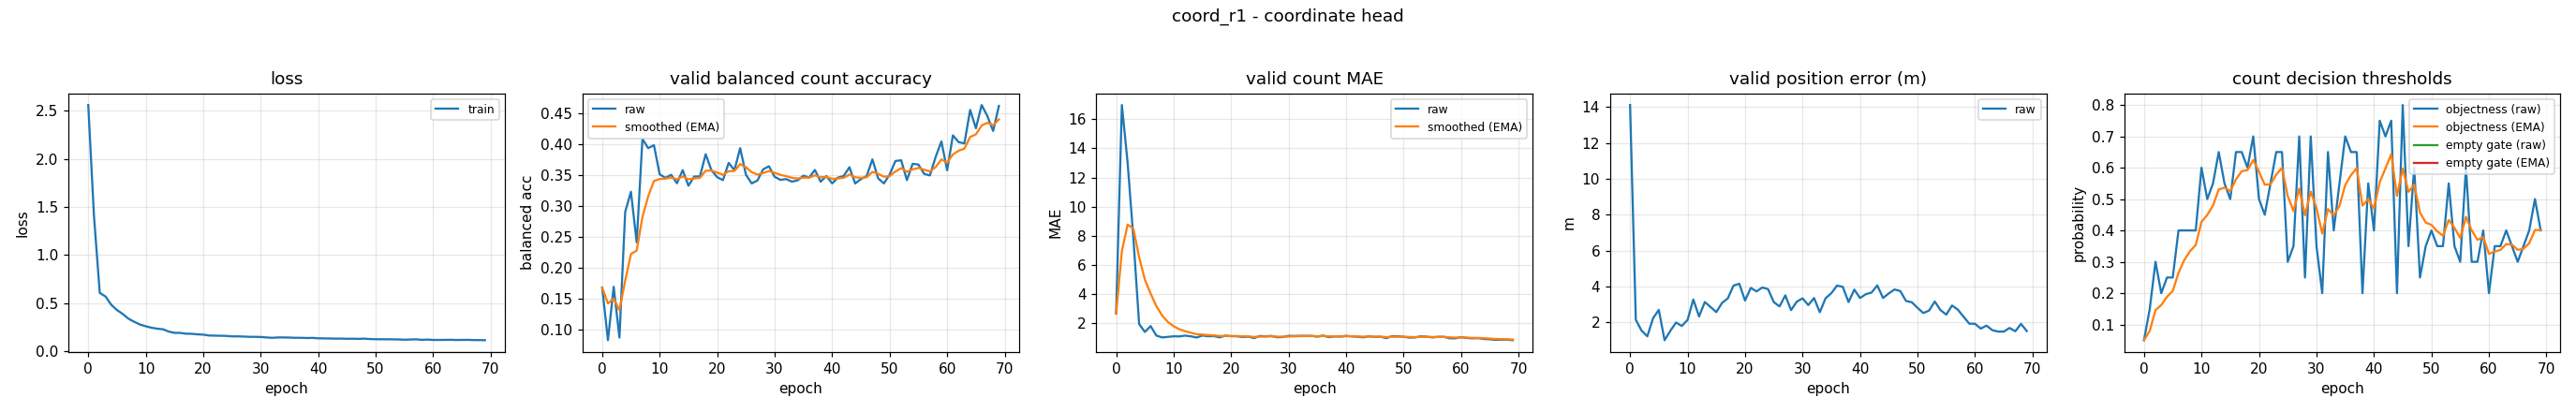 coord_r1 - coordinate head
loss
train
2.5
2.0
1.5
1.0
0.5
0.0
loss
0 10 20 30 40 50 60 70
epoch
valid balanced count accuracy
raw
smoothed (EMA)
0.45
0.40
0.35
0.30
0.25
0.20
0.15
0.10
balanced acc
0 10 20 30 40 50 60 70
epoch
valid count MAE
raw
smoothed (EMA)
16
14
12
10
8
6
4
2
MAE
0 10 20 30 40 50 60 70
epoch
valid position error (m)
raw
14
12
10
8
6
4
2
m
0 10 20 30 40 50 60 70
epoch
count decision thresholds
objectness (raw)
objectness (EMA)
empty gate (raw)
empty gate (EMA)
0.8
0.7
0.6
0.5
0.4
0.3
0.2
0.1
probability
0 10 20 30 40 50 60 70
epoch